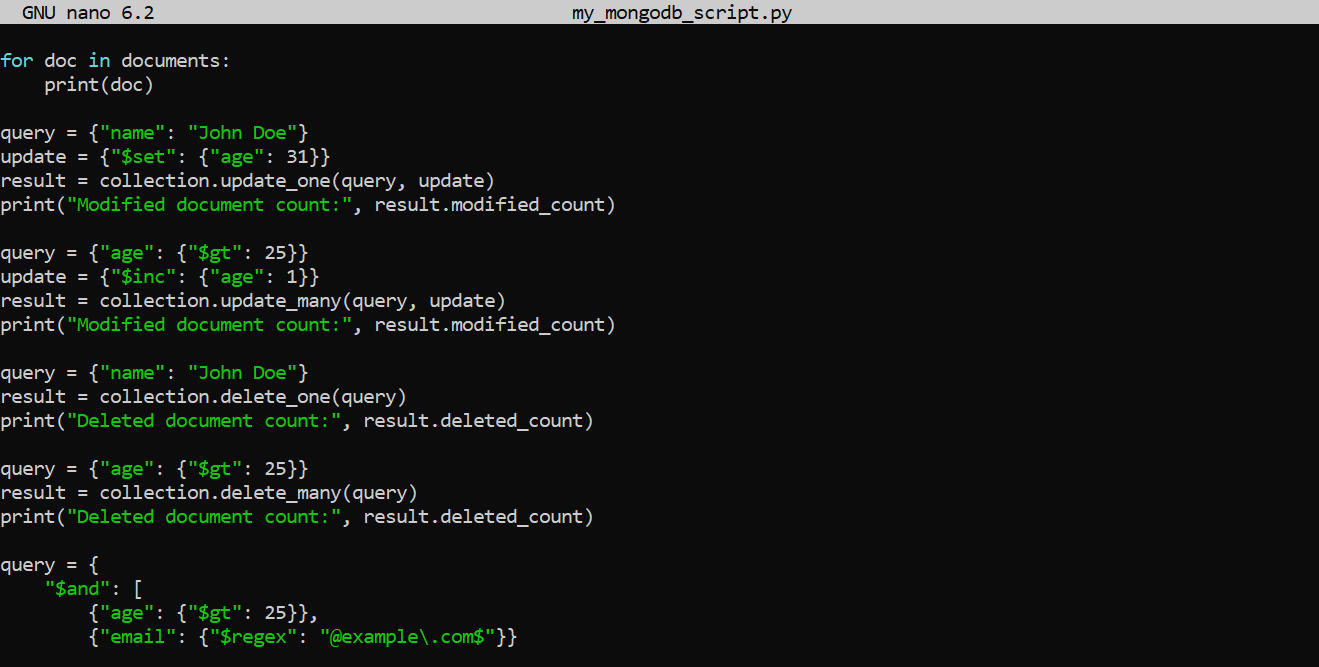 GNU nano 6.2 my_mongodb_script.py
for doc in documents:
    print(doc)
query = {"name": "John Doe"}
update = {"$set": {"age": 31}}
result = collection.update_one(query, update)
print("Modified document count:", result.modified_count)
query = {"age": {"$gt": 25}}
update = {"$inc": {"age": 1}}
result = collection.update_many(query, update)
print("Modified document count:", result.modified_count)
query = {"name": "John Doe"}
result = collection.delete_one(query)
print("Deleted document count:", result.deleted_count)
query = {"age": {"$gt": 25}}
result = collection.delete_many(query)
print("Deleted document count:", result.deleted_count)
query = {
    "$and": [
        {"age": {"$gt": 25}},
        {"email": {"$regex": "@example\.com$"}}